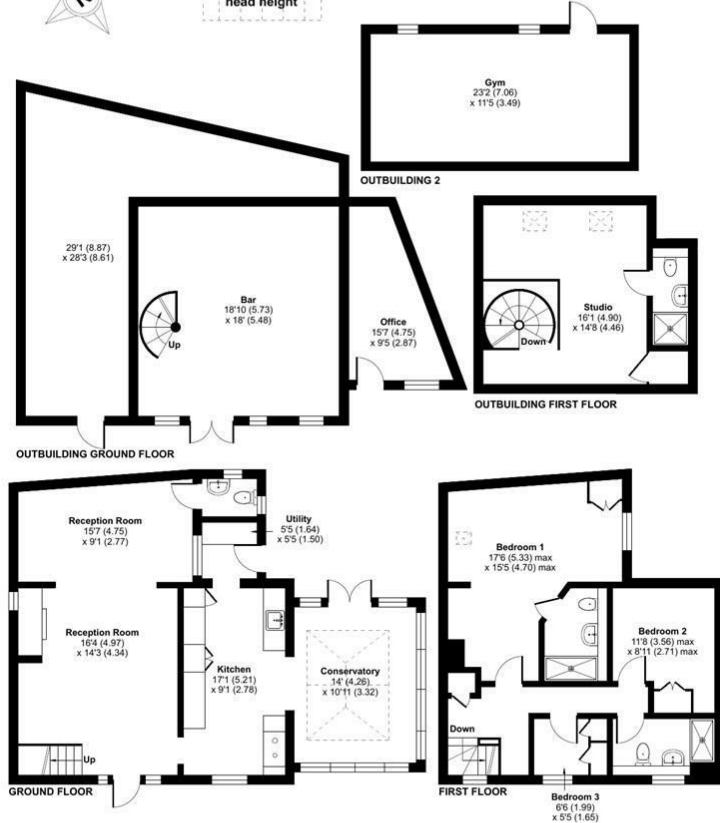 N
head height
Gym
23'2 (7.06)
x 11'5 (3.49)
OUTBUILDING 2
29'1 (8.87)
x 28'3 (8.61)
Bar
18'10 (5.73)
x 18' (5.48)
Up
Office
15'7 (4.75)
x 9'5 (2.87)
Studio
16'1 (4.90)
x 14'8 (4.46)
Down
OUTBUILDING FIRST FLOOR
OUTBUILDING GROUND FLOOR
Reception Room
15'7 (4.75)
x 9'1 (2.77)
Utility
5'5 (1.64)
x 5'5 (1.50)
Reception Room
16'4 (4.97)
x 14'3 (4.34)
Kitchen
17'1 (5.21)
x 9'1 (2.78)
Conservatory
14' (4.26)
x 10'11 (3.32)
Up
GROUND FLOOR
Bedroom 1
17'6 (5.33) max
x 15'5 (4.70) max
Bedroom 2
11'8 (3.56) max
x 8'11 (2.71) max
Down
FIRST FLOOR
Bedroom 3
6'6 (1.99)
x 5'5 (1.65)